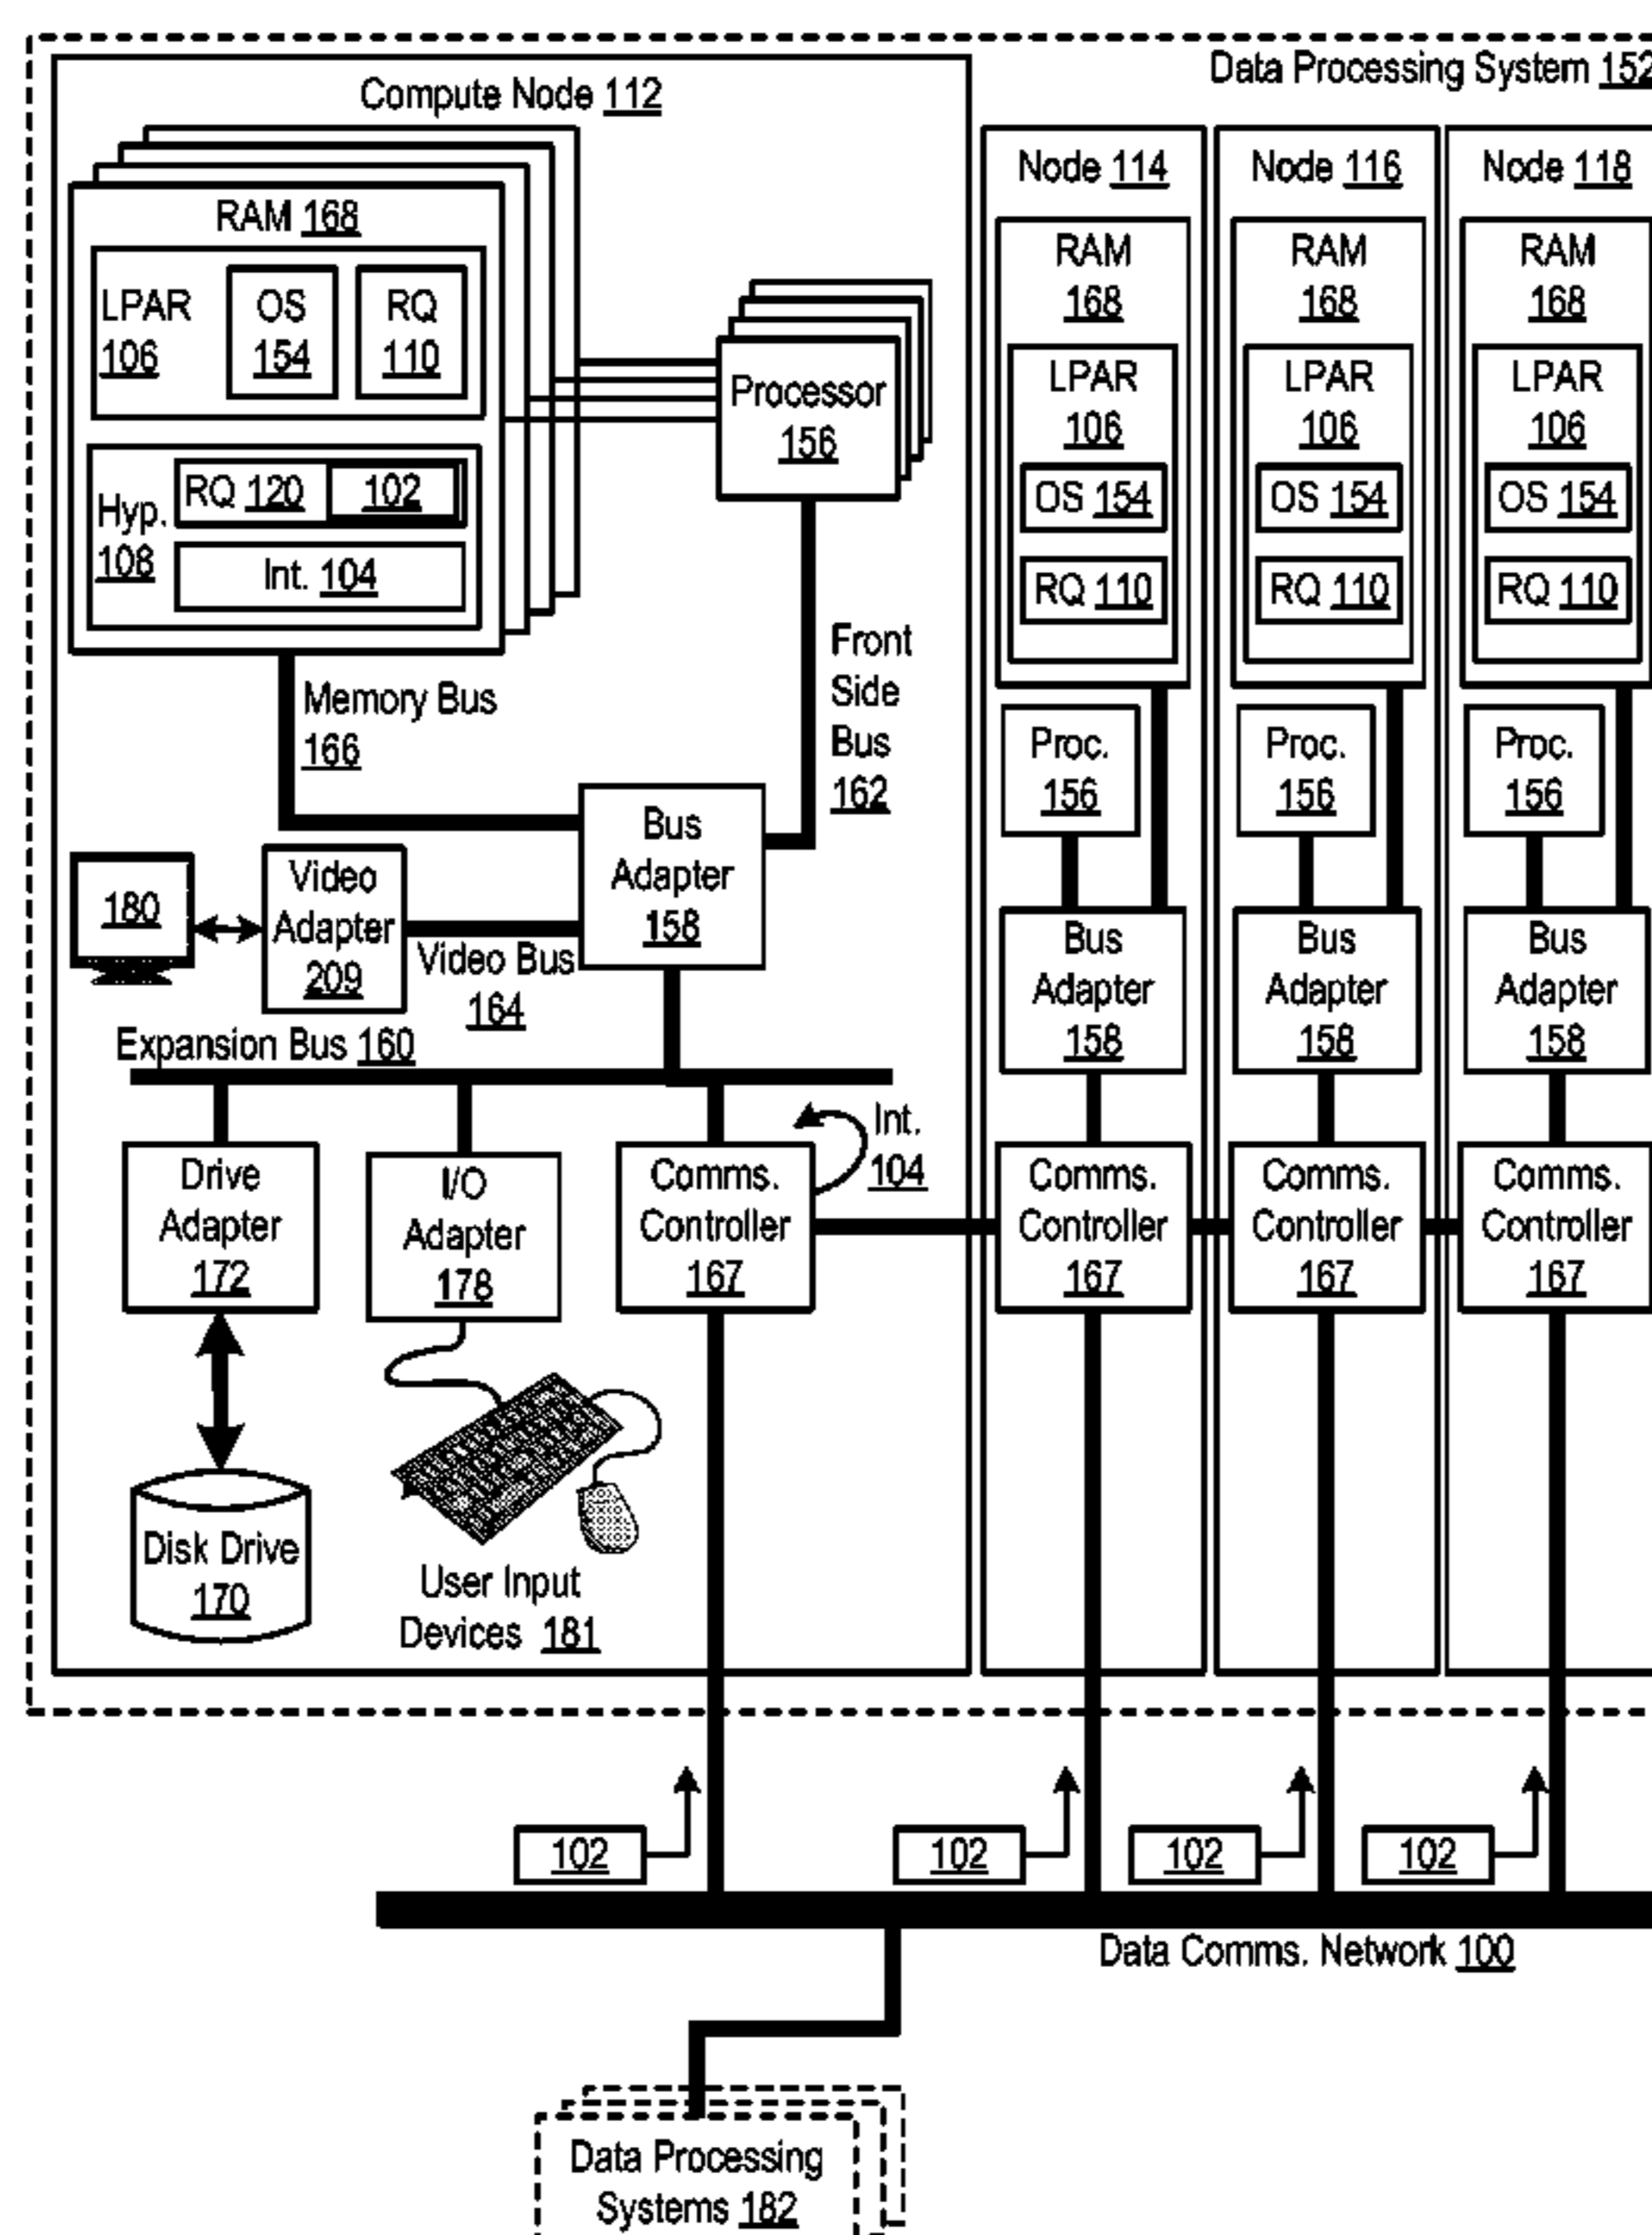 Data Processing System 152
Compute Node 112
RAM 168
LPAR
106
OS
154
RQ
110
Hyp.
108
RQ 120
102
Int. 104
Processor
156
Memory Bus
166
Front
Side
Bus
162
Bus
Adapter
158
180
Video
Adapter
209
Video Bus
164
Expansion Bus 160
Int.
104
Drive
Adapter
172
I/O
Adapter
178
Comms.
Controller
167
Disk Drive
170
User Input
Devices 181
Node 114
RAM
168
LPAR
106
OS 154
RQ 110
Proc.
156
Bus
Adapter
158
Comms.
Controller
167
Node 116
RAM
168
LPAR
106
OS 154
RQ 110
Proc.
156
Bus
Adapter
158
Comms.
Controller
167
Node 118
RAM
168
LPAR
106
OS 154
RQ 110
Proc.
156
Bus
Adapter
158
Comms.
Controller
167
102
102
102
102
Data Comms. Network 100
Data Processing
Systems 182